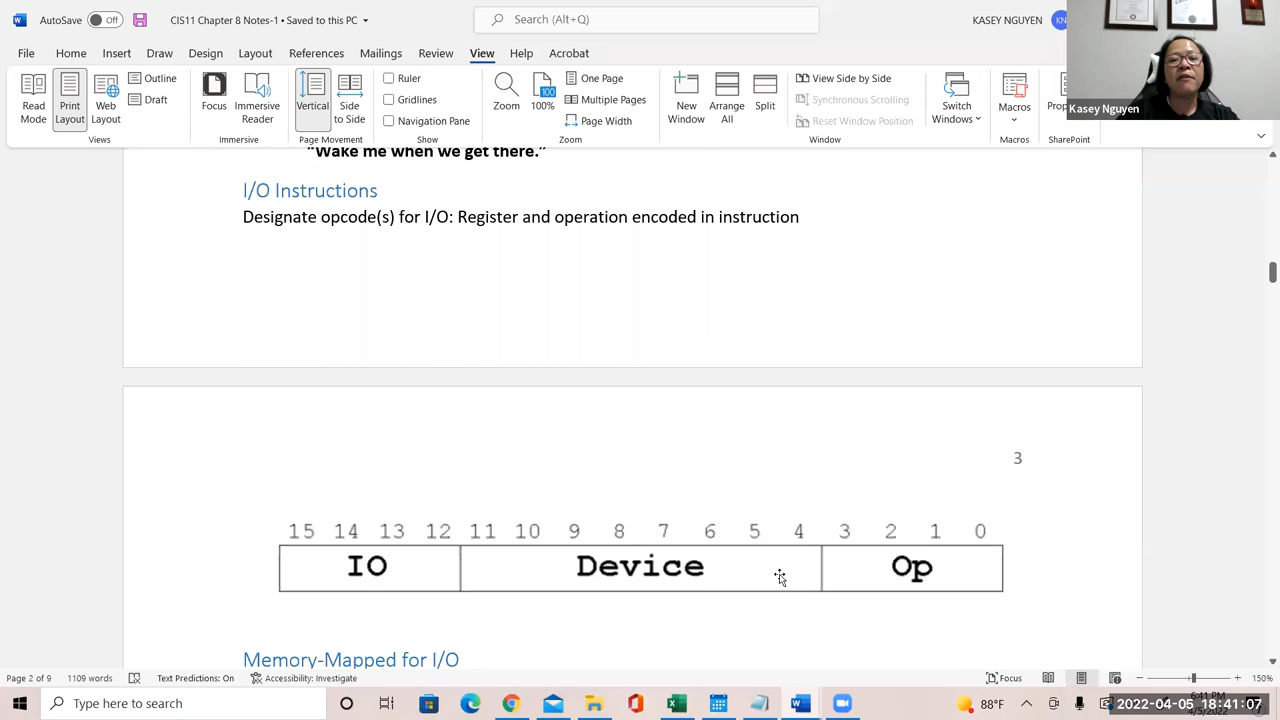 AutoSave Off CIS11 Chapter 8 Notes-1 • Saved to this PC Search (Alt+Q) KASEY NGUYEN KN
File Home Insert Draw Design Layout References Mailings Review View Help Acrobat
Read Mode Print Layout Web Layout Outline Draft
Views
Focus Immersive Reader
Immersive
Vertical Side to Side
Page Movement
Ruler
Gridlines
Navigation Pane
Show
Zoom 100% One Page
Multiple Pages
Page Width
Zoom
New Window Arrange All Split View Side by Side
Synchronous Scrolling
Reset Window Position
Switch Windows
Window
Macros
Macros
SharePoint
Kasey Nguyen
"Wake me when we get there."
I/O Instructions
Designate opcode(s) for I/O: Register and operation encoded in instruction
3
15 14 13 12 11 10 9 8 7 6 5 4 3 2 1 0
IO Device Op
Memory-Mapped for I/O
Page 2 of 9 1109 words Text Predictions: On Accessibility: Investigate Focus 150%
Type here to search 88°F
2022-04-05 18:41:07